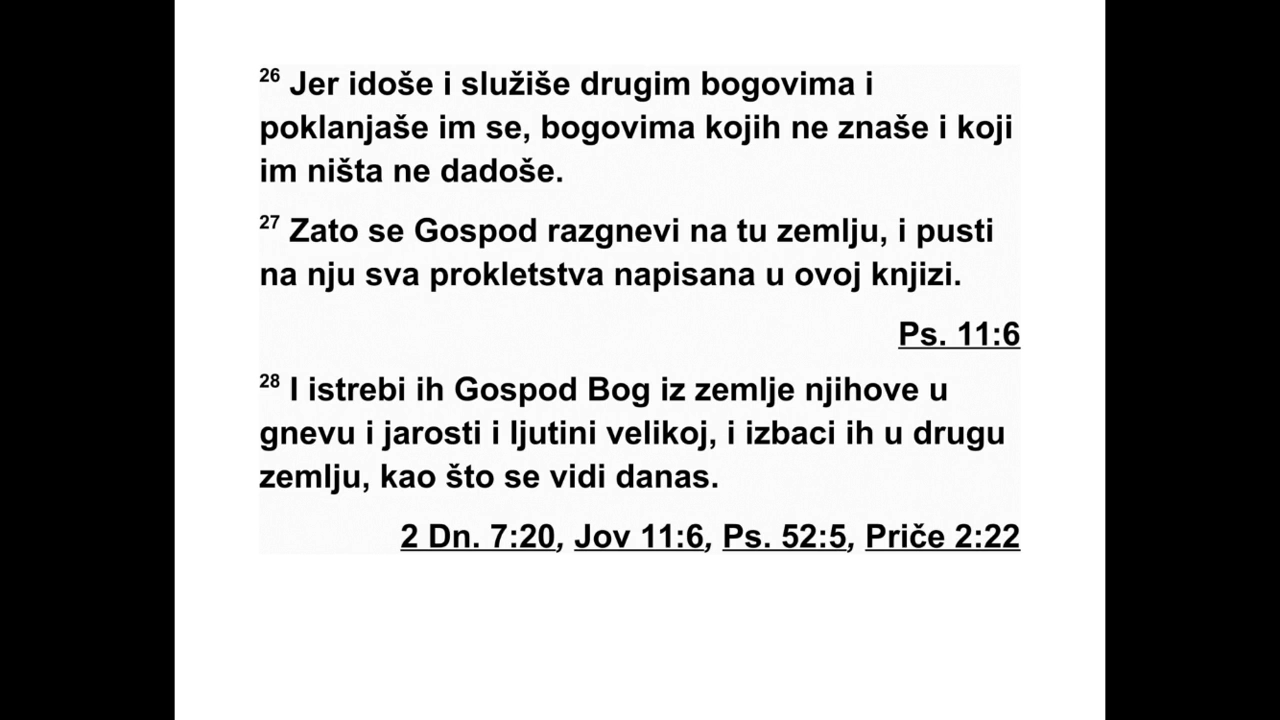 26 Jer idoše i služiše drugim bogovima i
poklanjaše im se, bogovima kojih ne znaše i koji
im ništa ne dadoše.
27 Zato se Gospod razgnevi na tu zemlju, i pusti
na nju sva prokletstva napisana u ovoj knjizi.
Ps. 11:6
28 I istrebi ih Gospod Bog iz zemlje njihove u
gnevu i jarosti i ljutini velikoj, i izbaci ih u drugu
zemlju, kao što se vidi danas.
2 Dn. 7:20, Jov 11:6, Ps. 52:5, Priče 2:22